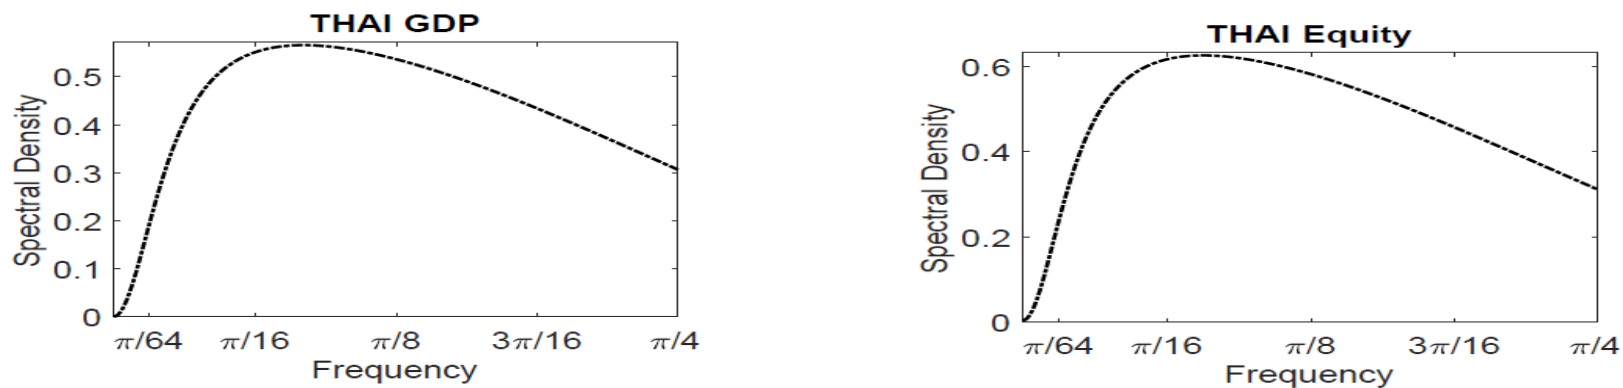 THAI GDP
Spectral Density
0.5
0.4
0.3
0.2
0.1
0
π/64 π/16 π/8 3π/16 π/4
Frequency
THAI Equity
Spectral Density
0.6
0.4
0.2
0
π/64 π/16 π/8 3π/16 π/4
Frequency